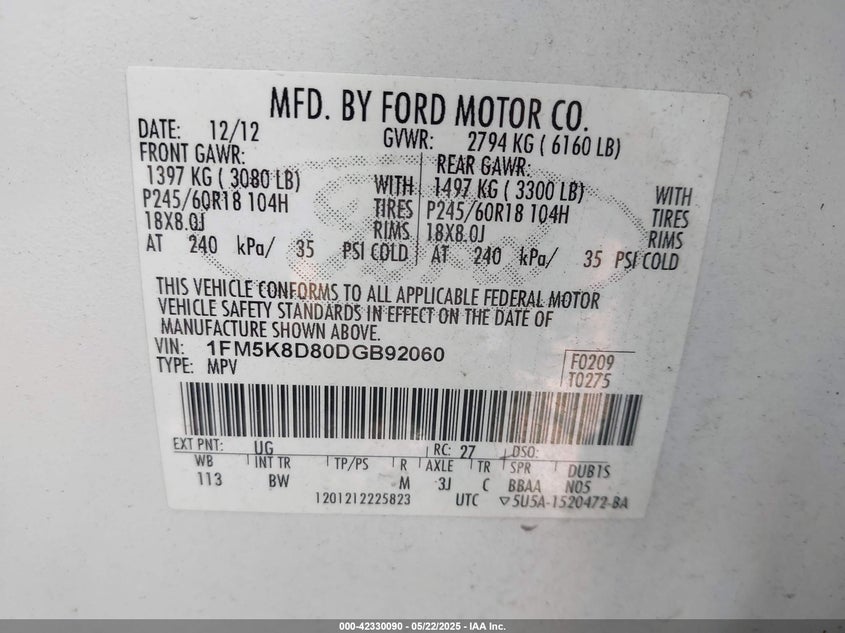 MFD. BY FORD MOTOR CO.
DATE: 12/12 GVWR: 2794 KG ( 6160 LB)
FRONT GAWR: REAR GAWR:
1397 KG ( 3080 LB) WITH 1497 KG ( 3300 LB) WITH
P245/60R18 104H TIRES P245/60R18 104H TIRES
18X8.0J RIMS 18X8.0J RIMS
AT 240 kPa/ 35 PSI COLD AT 240 kPa/ 35 PSI COLD
THIS VEHICLE CONFORMS TO ALL APPLICABLE FEDERAL MOTOR
VEHICLE SAFETY STANDARDS IN EFFECT ON THE DATE OF
MANUFACTURE SHOWN ABOVE.
VIN: 1FM5K8D80DGB92060
TYPE: MPV
F0209
T0275
EXT PNT: UG RC: 27 DSO:
WB INT TR TP/PS R AXLE TR SPR DUB1S
113 BW M 3J C BBAA N05
1201212225823 UTC ▽5U5A-1520472-BA
000-42330090 - 05/22/2025 - IAA Inc.